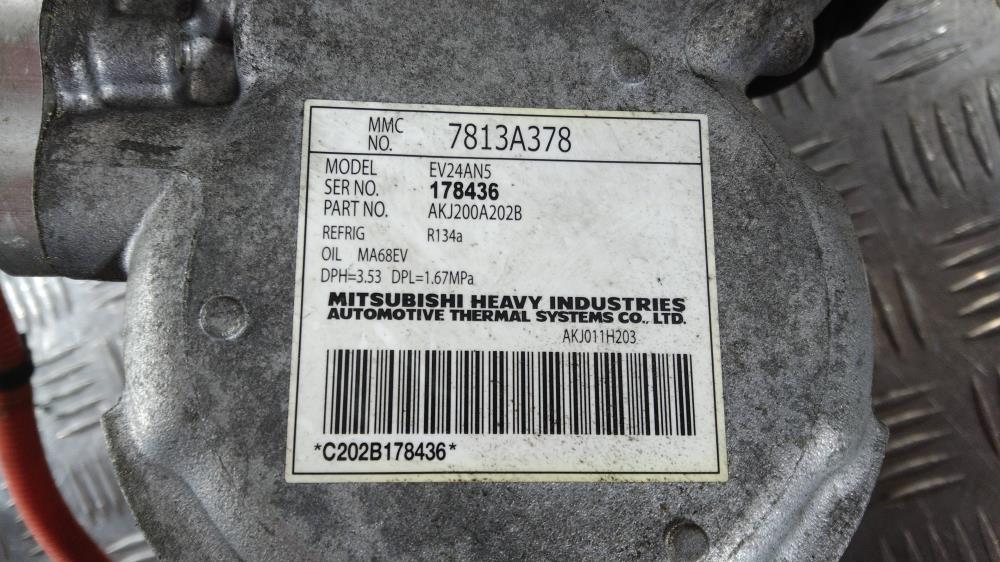 MMC NO. 7813A378
MODEL EV24AN5
SER NO. 178436
PART NO. AKJ200A202B
REFRIG R134a
OIL MA68EV
DPH=3.53 DPL=1.67MPa
MITSUBISHI HEAVY INDUSTRIES
AUTOMOTIVE THERMAL SYSTEMS CO., LTD.
AKJ011H203
*C202B178436*